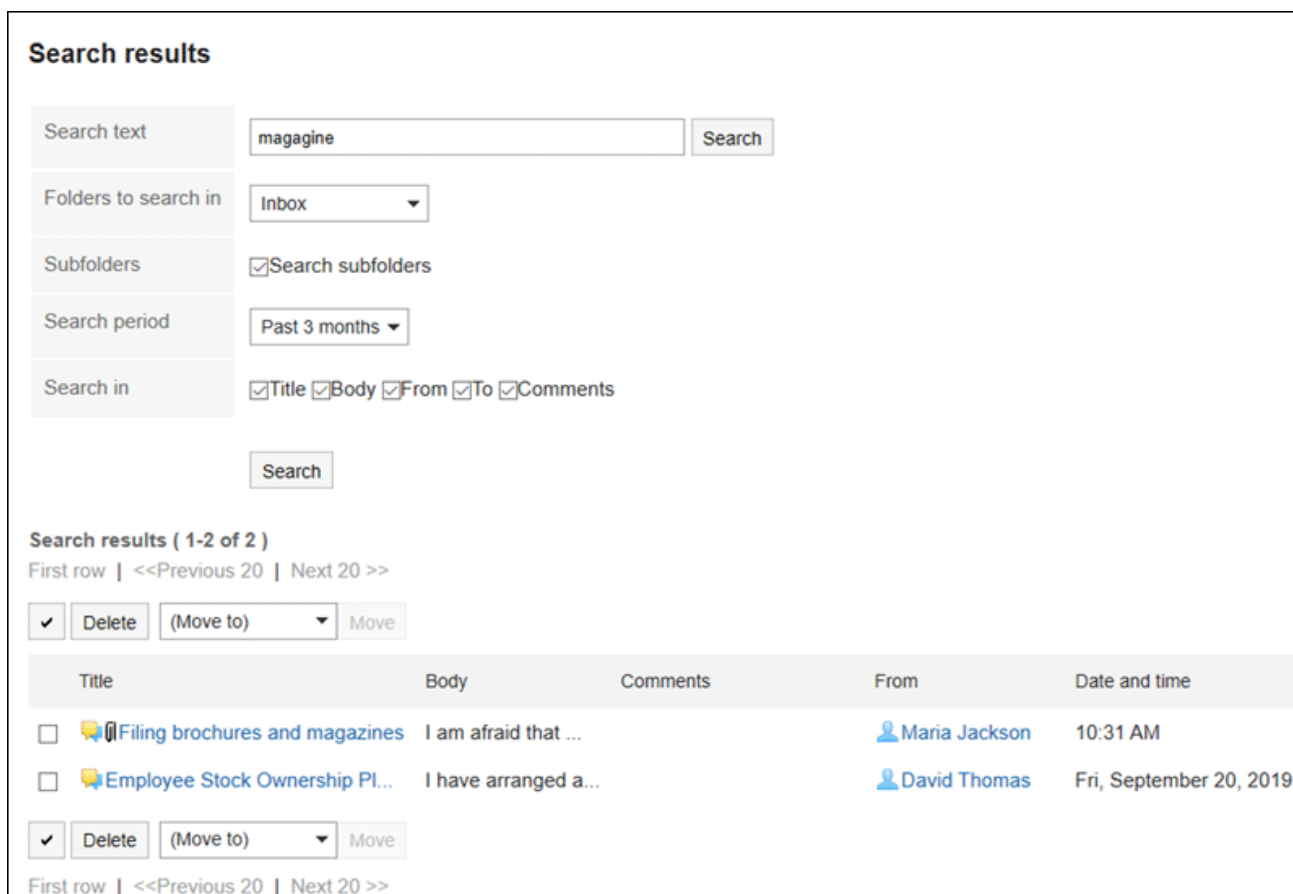 Search results
Search text magagine Search
Folders to search in Inbox
Subfolders Search subfolders
Search period Past 3 months
Search in Title Body From To Comments
Search
Search results ( 1-2 of 2 )
First row | <<Previous 20 | Next 20 >>
Delete (Move to) Move
Title Body Comments From Date and time
Filing brochures and magazines I am afraid that ... Maria Jackson 10:31 AM
Employee Stock Ownership Pl... I have arranged a... David Thomas Fri, September 20, 2019
Delete (Move to) Move
First row | <<Previous 20 | Next 20 >>